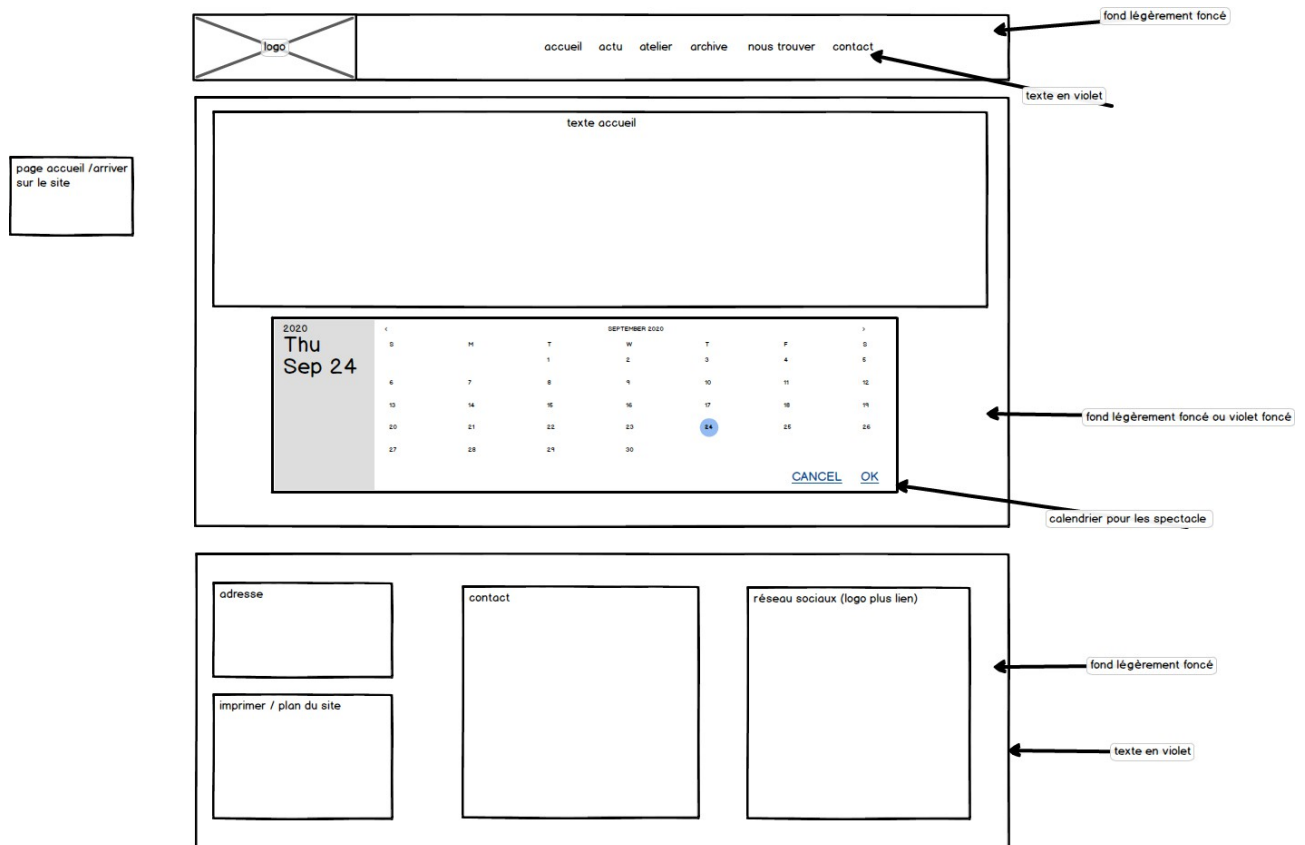 fond légèrement foncé
logo
accueil actu atelier archive nous trouver contact
texte en violet
texte accueil
page accueil /arriver
sur le site
2020
Thu
Sep 24
‹ SEPTEMBER 2020 ›
S M T W T F S
1 2 3 4 5
6 7 8 9 10 11 12
13 14 15 16 17 18 19
20 21 22 23 24 25 26
27 28 29 30
CANCEL OK
fond légèrement foncé ou violet foncé
calendrier pour les spectacle
adresse
contact
réseau sociaux (logo plus lien)
fond légèrement foncé
imprimer / plan du site
texte en violet